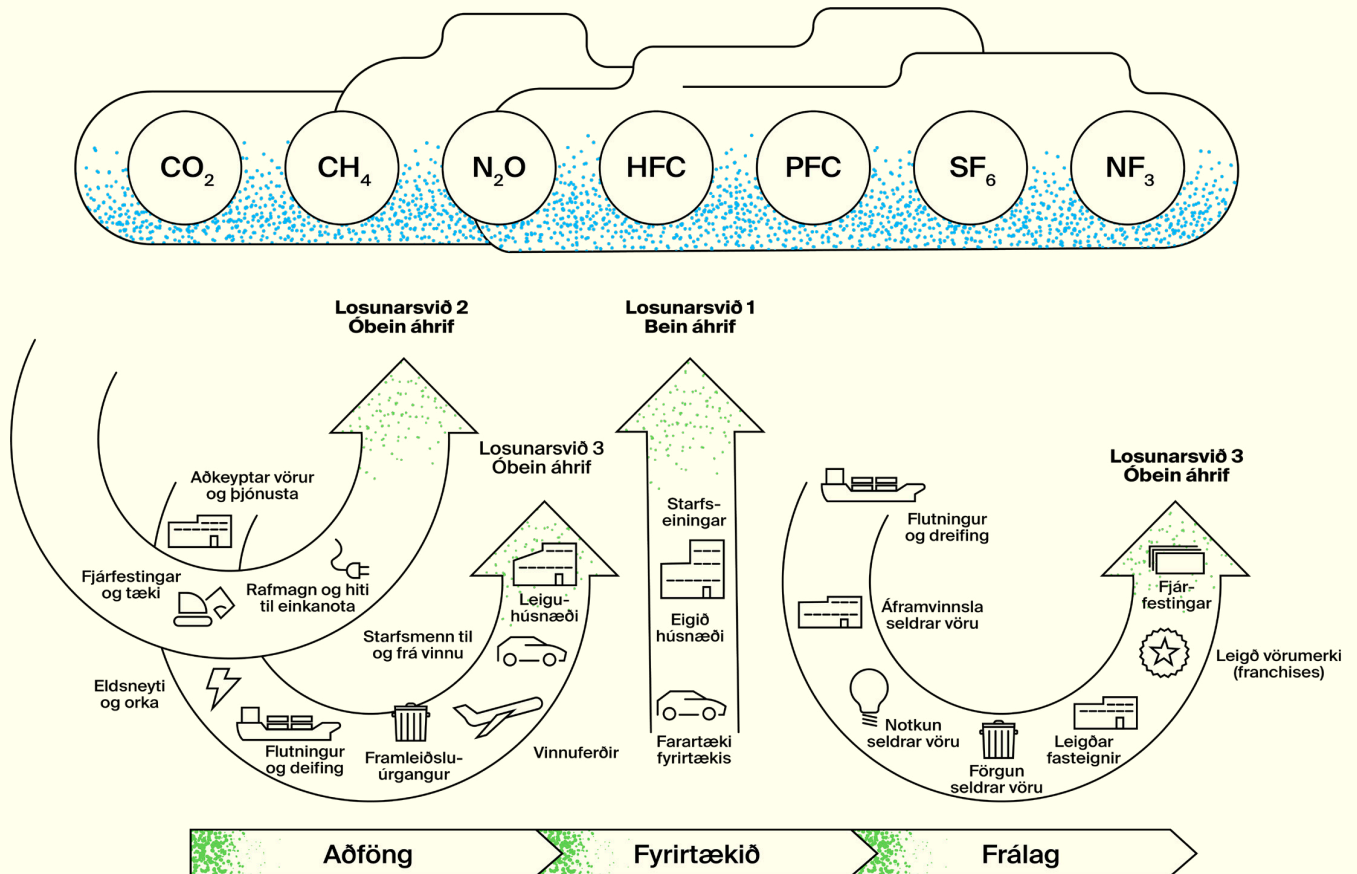 CO₂
CH₄
N₂O
HFC
PFC
SF₆
NF₃
Losunarsvið 2
Óbein áhrif
Losunarsvið 1
Bein áhrif
Losunarsvið 3
Óbein áhrif
Losunarsvið 3
Óbein áhrif
Aðkeyptar vörur
og þjónusta
Fjárfestingar
og tæki
Rafmagn og hiti
til einkanota
Eldsneyti
og orka
Flutningur
og deifing
Framleiðslu-
úrgangur
Vinnuferðir
Starfsmenn til
og frá vinnu
Leigu-
húsnæði
Starfs-
einingar
Eigið
húsnæði
Farartæki
fyrirtækis
Flutningur
og dreifing
Áframvinnsla
seldrar vöru
Notkun
seldrar vöru
Förgun
seldrar vöru
Leigðar
fasteignir
Leigð vörumerki
(franchises)
Fjár-
festingar
Aðföng
Fyrirtækið
Frálag